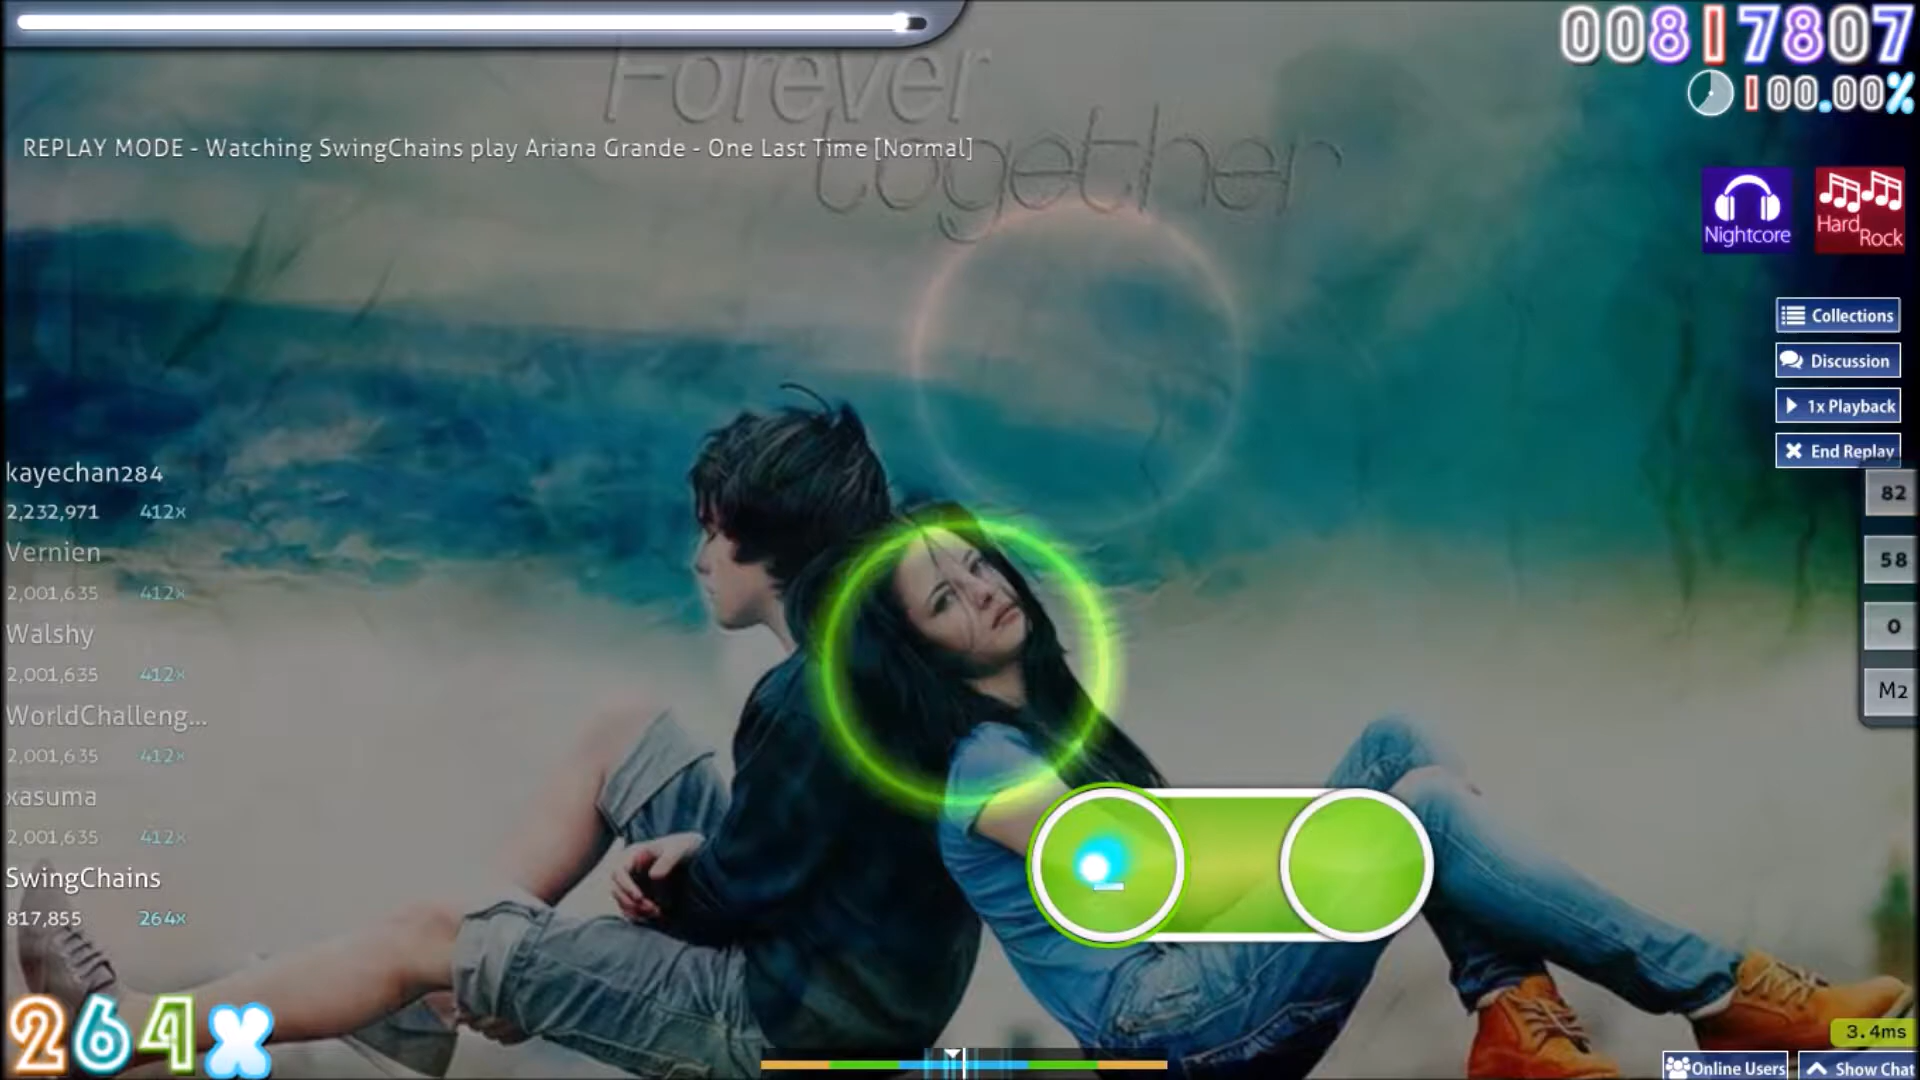 00817807
100.00%
Forever
together
REPLAY MODE - Watching SwingChains play Ariana Grande - One Last Time [Normal]
Nightcore
Hard Rock
Collections
Discussion
1x Playback
End Replay
82
58
0
M2
kayechan284
2,232,971 412x
Vernien
2,001,635 412x
Walshy
2,001,635 412x
WorldChalleng...
2,001,635 412x
xasuma
2,001,635 412x
SwingChains
817,855 264x
264x
3.4ms
Online Users
Show Chat